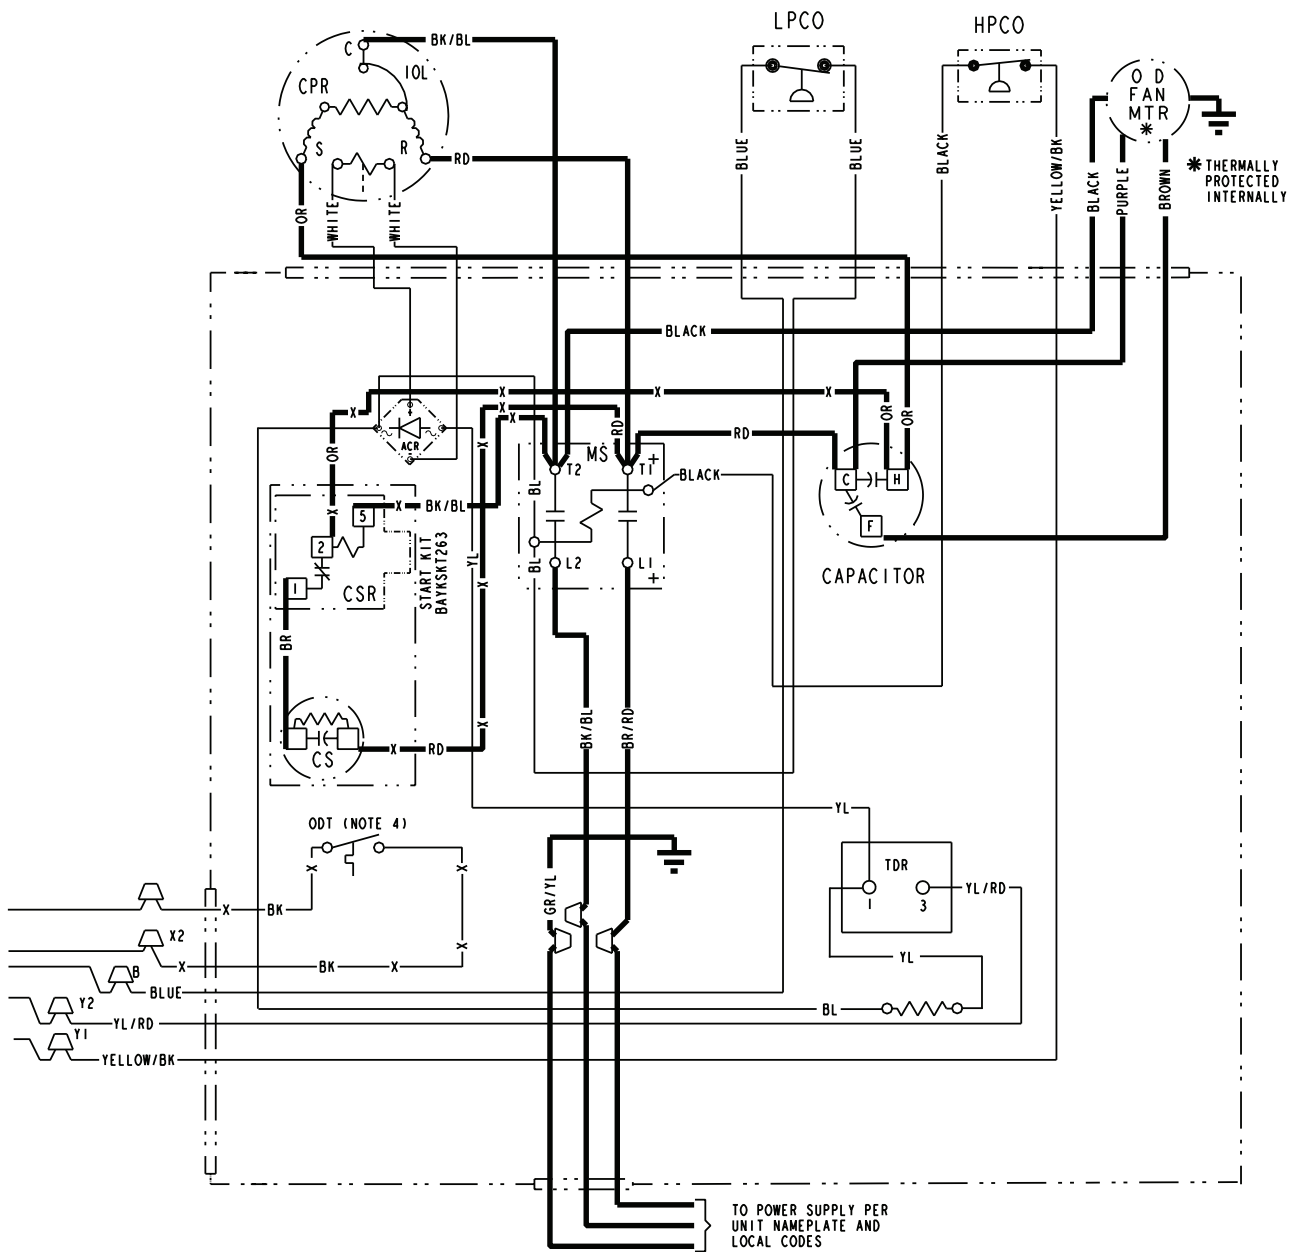 LPCO
HPCO
C
BK/BL
IOL
CPR
S
R
RD
O D
FAN
MTR
*
* THERMALLY
PROTECTED
INTERNALLY
BLUE
BLUE
BLACK
YELLOW/BK
BLACK
PURPLE
BROWN
OR
WHITE
WHITE
BLACK
X
X
X
X
X
X
OR
OR
RD
RD
+
ACR
-
MS
+
T2
T1
BLACK
OR
X
BL
C
H
F
CAPACITOR
X
BK/BL
5
2
1
CSR
START KIT
BAYKSKT263
YL
X
BL
L2
L1
+
BR
X
X
RD
CS
BK/BL
BR/RD
ODT (NOTE 4)
X
X
YL
TDR
1
3
YL/RD
GR/YL
X
BK
X2
X
BK
X
X
YL
B
BLUE
BL
Y2
YL/RD
Y1
YELLOW/BK
TO POWER SUPPLY PER
UNIT NAMEPLATE AND
LOCAL CODES